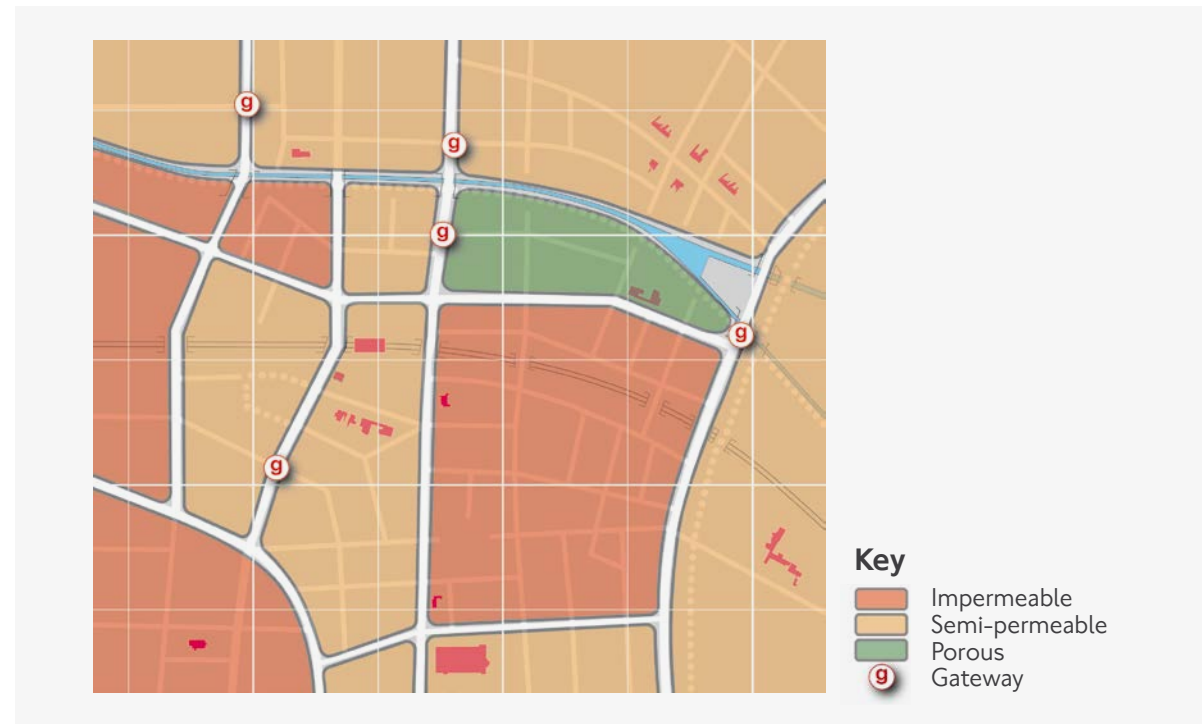 g
g
g
g
g
Key
Impermeable
Semi-permeable
Porous
g Gateway